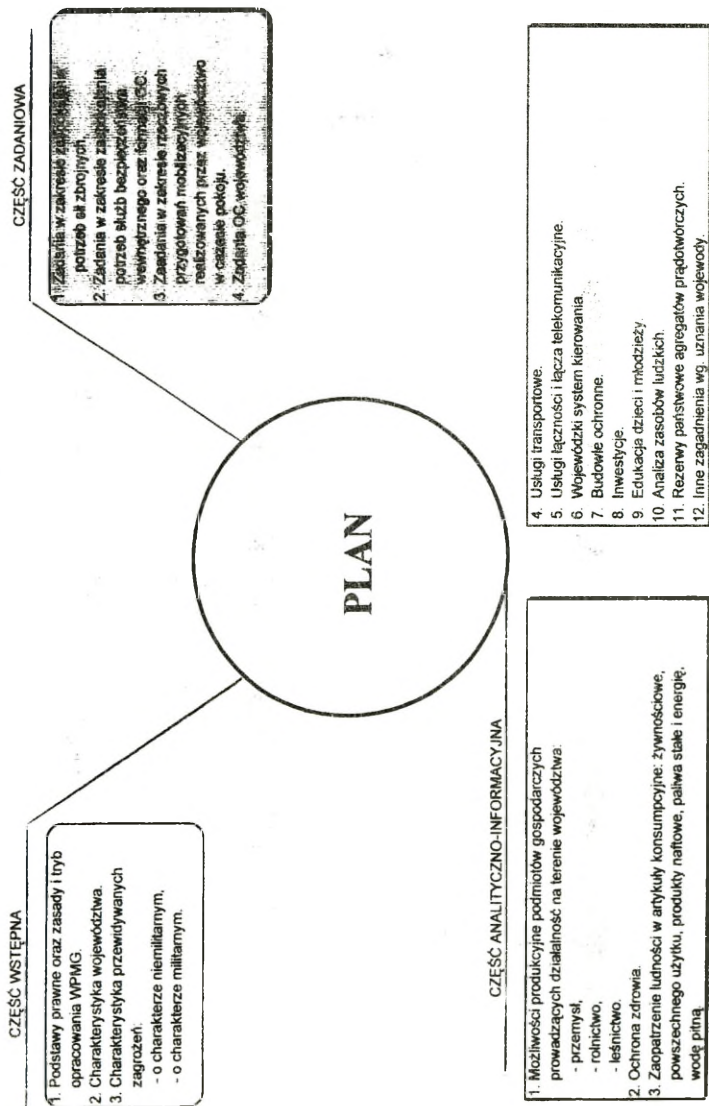 CZĘŚĆ WSTĘPNA
1. Podstawy prawne oraz zasady i tryb
opracowania WPMG.
2. Charakterystyka województwa.
3. Charakterystyka przewidywanych
zagrożeń:
- o charakterze niemilitarnym,
- o charakterze militarnym.
CZĘŚĆ ZADANIOWA
1. Zadania w zakresie zaspokojenia
potrzeb sił zbrojnych,
2. Zadania w zakresie zaspokojenia
potrzeb służb bezpieczeństwa
wewnętrznego oraz formacji OC.
3. Zaadania w zakresie rzeczowych
przygotowań mobilizacyjnych
realizowanych przez województwo
w cazasie pokoju.
4. Zadania OC województwa.
PLAN
CZĘŚĆ ANALITYCZNO-INFORMACYJNA
1. Możliwości produkcyjne podmiotów gospodarczych
prowadzących działalność na terenie województwa:
- przemysł,
- rolnictwo,
- leśnictwo.
2. Ochrona zdrowia.
3. Zaopatrzenie ludności w artykuły konsumpcyjne: żywnościowe,
powszechnego użytku, produkty naftowe, paliwa stałe i energię,
wodę pitną.
4. Usługi transportowe.
5. Usługi łączności i łącza telekomunikacyjne.
6. Wojewódzki system kierowania.
7. Budowle ochronne.
8. Inwestycje.
9. Edukacja dzieci i młodzieży.
10. Analiza zasobów ludzkich.
11. Rezerwy państwowe agregatów prądotwórczych.
12. Inne zagadnienia wg. uznania wojewody.